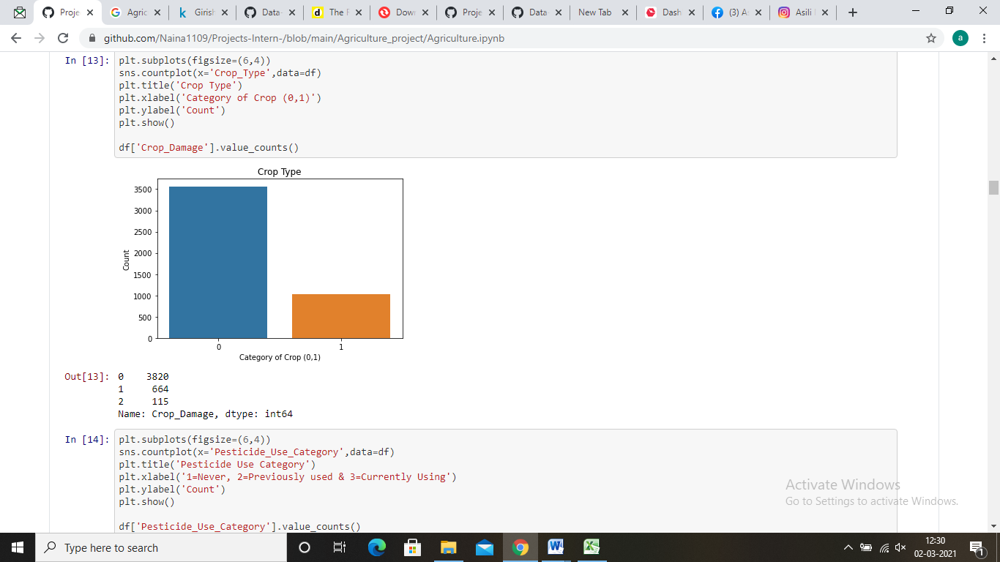 Proje
Agric
Girish
Data-
The F
Down
Proje
Data-
New Tab
Dash
(3) A
Asili
github.com/Naina1109/Projects-Intern-/blob/main/Agriculture_project/Agriculture.ipynb
a
In [13]: plt.subplots(figsize=(6,4))
sns.countplot(x='Crop_Type',data=df)
plt.title('Crop Type')
plt.xlabel('Category of Crop (0,1)')
plt.ylabel('Count')
plt.show()
df['Crop_Damage'].value_counts()
Crop Type
3500
3000
2500
2000
1500
1000
500
0
Count
0 1
Category of Crop (0,1)
Out[13]: 0 3820
1 664
2 115
Name: Crop_Damage, dtype: int64
In [14]: plt.subplots(figsize=(6,4))
sns.countplot(x='Pesticide_Use_Category',data=df)
plt.title('Pesticide Use Category')
plt.xlabel('1=Never, 2=Previously used & 3=Currently Using')
plt.ylabel('Count')
plt.show()
df['Pesticide_Use_Category'].value_counts()
Activate Windows
Go to Settings to activate Windows.
Type here to search
12:30
02-03-2021
1